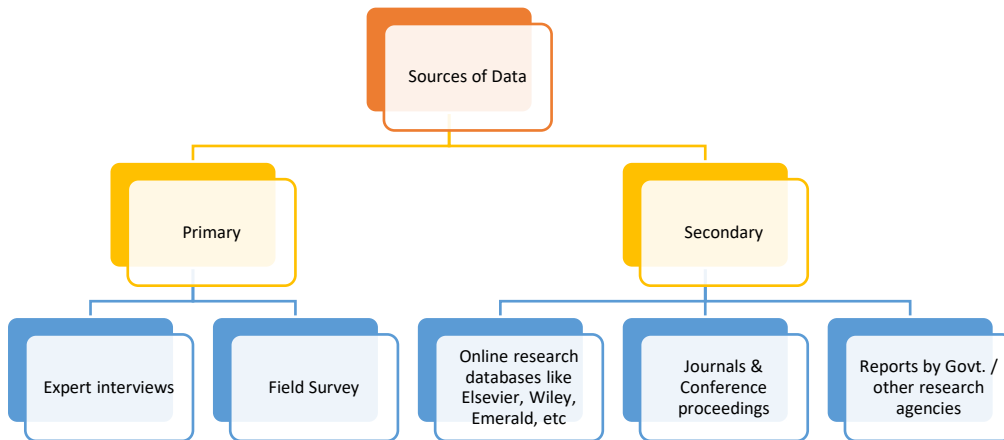 Sources of Data
Primary
Secondary
Expert interviews
Field Survey
Online research
databases like
Elsevier, Wiley,
Emerald, etc
Journals &
Conference
proceedings
Reports by Govt. /
other research
agencies